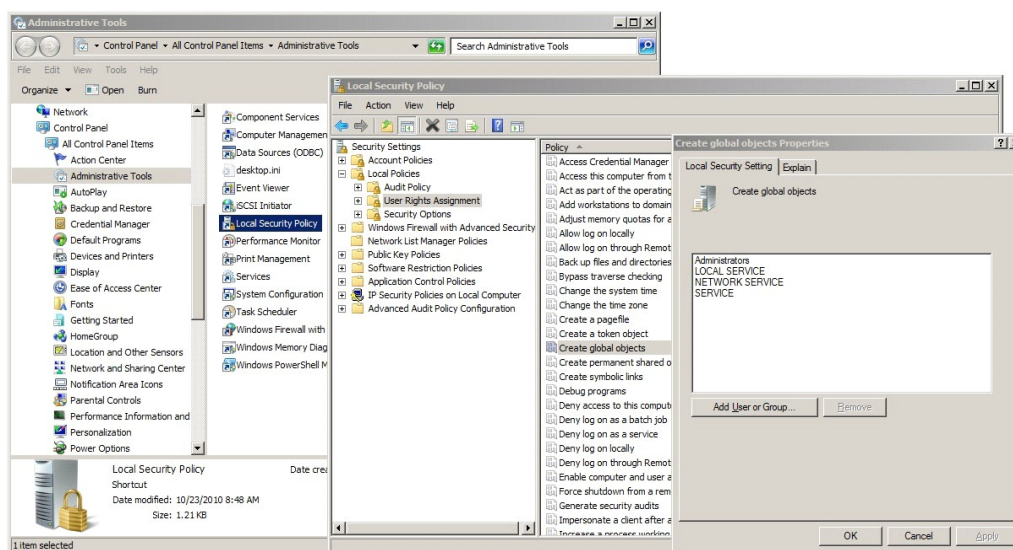 Administrative Tools
Control Panel All Control Panel Items Administrative Tools
Search Administrative Tools
File Edit View Tools Help
Organize Open Burn
Network
Control Panel
All Control Panel Items
Action Center
Administrative Tools
AutoPlay
Backup and Restore
Credential Manager
Default Programs
Devices and Printers
Display
Ease of Access Center
Fonts
Getting Started
HomeGroup
Location and Other Sensors
Network and Sharing Center
Notification Area Icons
Parental Controls
Performance Information and
Personalization
Power Options
Component Services
Computer Managemen
Data Sources (ODBC)
desktop.ini
Event Viewer
iSCSI Initiator
Local Security Policy
Performance Monitor
Print Management
Services
System Configuration
Task Scheduler
Windows Firewall with
Windows Memory Diag
Windows PowerShell M
Local Security Policy Date crea
Shortcut
Date modified: 10/23/2010 8:48 AM
Size: 1.21 KB
1 item selected
Local Security Policy
File Action View Help
Security Settings
Account Policies
Local Policies
Audit Policy
User Rights Assignment
Security Options
Windows Firewall with Advanced Security
Network List Manager Policies
Public Key Policies
Software Restriction Policies
Application Control Policies
IP Security Policies on Local Computer
Advanced Audit Policy Configuration
Policy
Access Credential Manager
Access this computer from t
Act as part of the operating
Add workstations to domain
Adjust memory quotas for a
Allow log on locally
Allow log on through Remot
Back up files and directories
Bypass traverse checking
Change the system time
Change the time zone
Create a pagefile
Create a token object
Create global objects
Create permanent shared o
Create symbolic links
Debug programs
Deny access to this comput
Deny log on as a batch job
Deny log on as a service
Deny log on locally
Deny log on through Remot
Enable computer and user a
Force shutdown from a rem
Generate security audits
Impersonate a client after a
Increase a process working
Create global objects Properties
Local Security Setting Explain
Create global objects
Administrators
LOCAL SERVICE
NETWORK SERVICE
SERVICE
Add User or Group... Remove
OK Cancel Apply